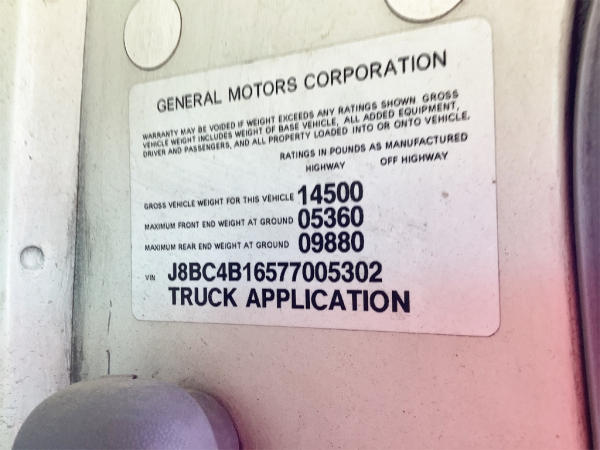 GENERAL MOTORS CORPORATION
WARRANTY MAY BE VOIDED IF WEIGHT EXCEEDS ANY RATINGS SHOWN. GROSS
VEHICLE WEIGHT INCLUDES WEIGHT OF BASE VEHICLE, ALL ADDED EQUIPMENT,
DRIVER AND PASSENGERS, AND ALL PROPERTY LOADED INTO OR ONTO VEHICLE.
RATINGS IN POUNDS AS MANUFACTURED
HIGHWAY OFF HIGHWAY
GROSS VEHICLE WEIGHT FOR THIS VEHICLE 14500
MAXIMUM FRONT END WEIGHT AT GROUND 05360
MAXIMUM REAR END WEIGHT AT GROUND 09880
VIN J8BC4B16577005302
TRUCK APPLICATION